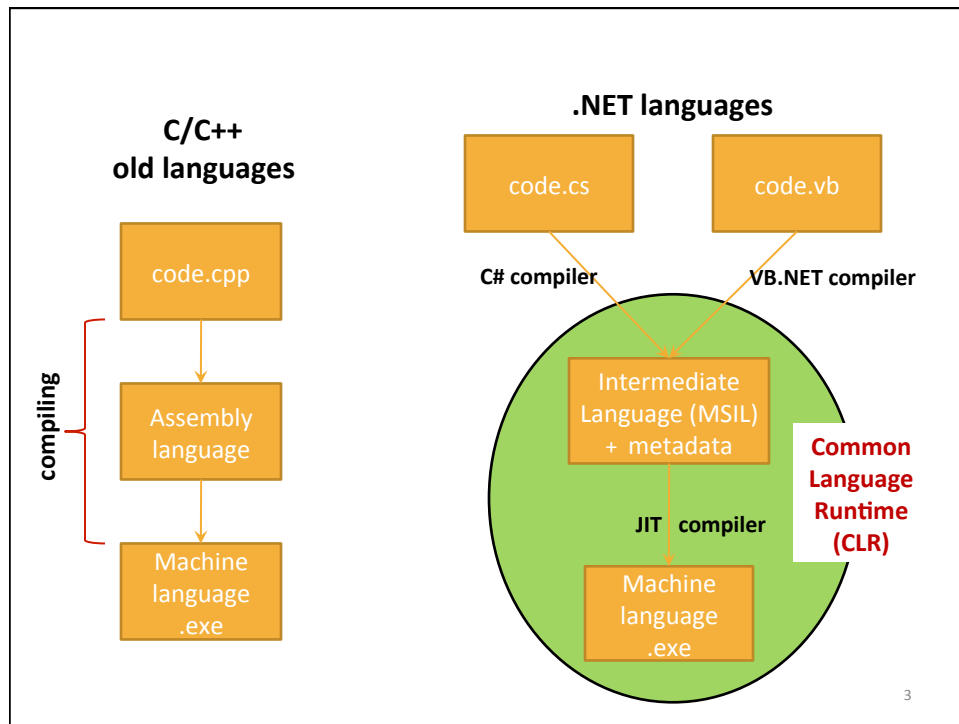 C/C++
old languages
code.cpp
compiling
Assembly
language
Machine
language
.exe
.NET languages
code.cs
code.vb
C# compiler
VB.NET compiler
Intermediate
Language (MSIL)
+ metadata
JIT compiler
Machine
language
.exe
Common
Language
Runtime
(CLR)
3